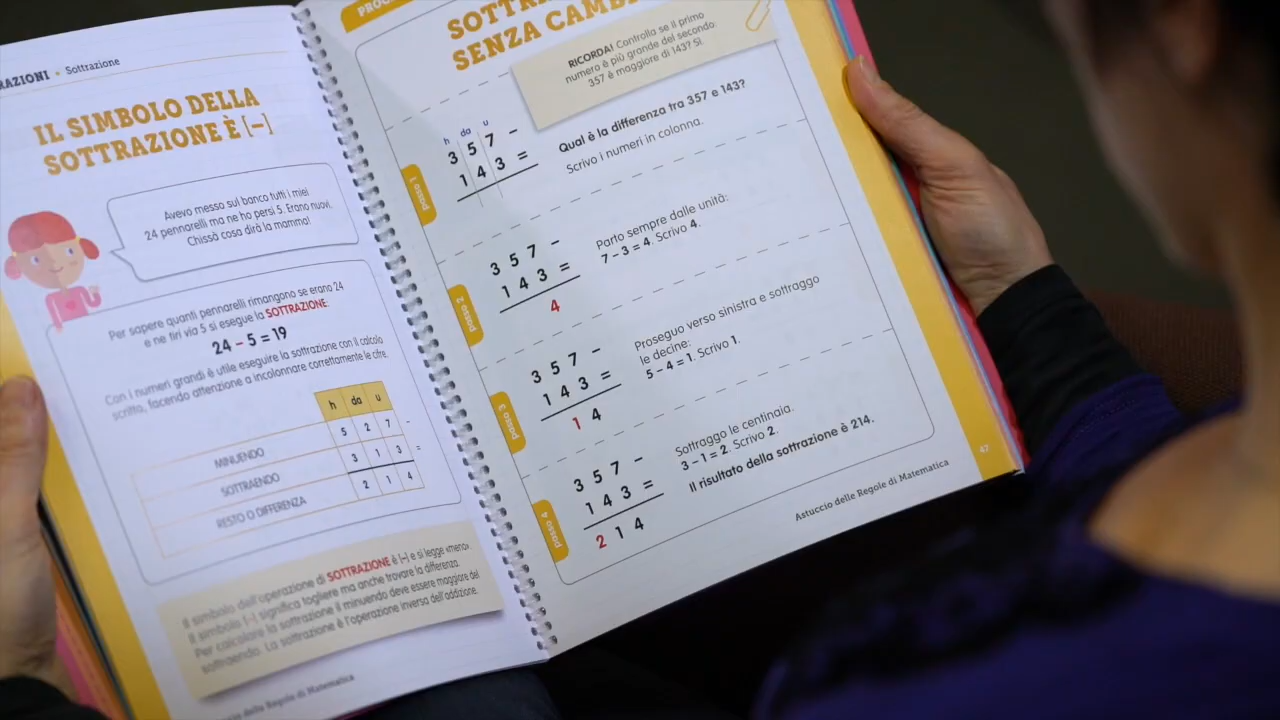 Sottrazione
IL SIMBOLO DELLA
SOTTRAZIONE È [–]
Avevo messo sul banco tutti i miei
24 pennarelli ma ne ho persi 5. Erano nuovi.
Chissà cosa dirà la mamma!
Per sapere quanti pennarelli rimangono se erano 24
e ne tiri via 5 si esegue la SOTTRAZIONE.
24 – 5 = 19
Con i numeri grandi è utile eseguire la sottrazione con il calcolo
scritto, facendo attenzione a incolonnare correttamente le cifre.
h da u
MINUENDO 5 2 7 –
SOTTRAENDO 3 1 3 =
RESTO O DIFFERENZA 2 1 4
Il simbolo dell'operazione di SOTTRAZIONE è [–] e si legge «meno».
Il simbolo [–] significa togliere ma anche trovare la differenza.
Per calcolare la sottrazione il minuendo deve essere maggiore del
sottraendo. La sottrazione è l'operazione inversa dell'addizione.
delle Regole di Matematica
SENZA
RICORDA! Controlla se il primo
numero è più grande del secondo:
357 è maggiore di 143? Sì.
passo 1
h da u
3 5 7 –
1 4 3 =
Qual è la differenza tra 357 e 143?
Scrivo i numeri in colonna.
passo 2
3 5 7 –
1 4 3 =
4
Parto sempre dalle unità:
7 – 3 = 4. Scrivo 4.
passo 3
3 5 7 –
1 4 3 =
1 4
Proseguo verso sinistra e sottraggo
le decine:
5 – 4 = 1. Scrivo 1.
passo 4
3 5 7 –
1 4 3 =
2 1 4
Sottraggo le centinaia.
3 – 1 = 2. Scrivo 2.
Il risultato della sottrazione è 214.
Astuccio delle Regole di Matematica
47